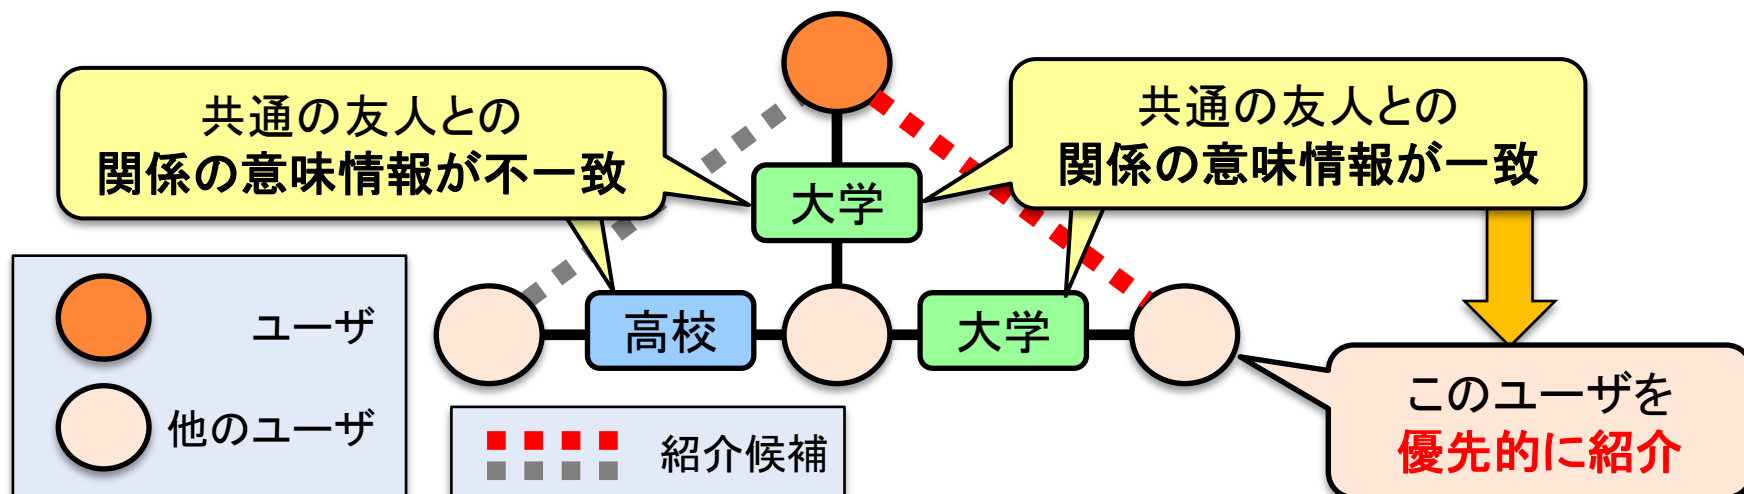 共通の友人との
関係の意味情報が不一致
共通の友人との
関係の意味情報が一致
大学
高校
大学
ユーザ
他のユーザ
紹介候補
このユーザを
優先的に紹介